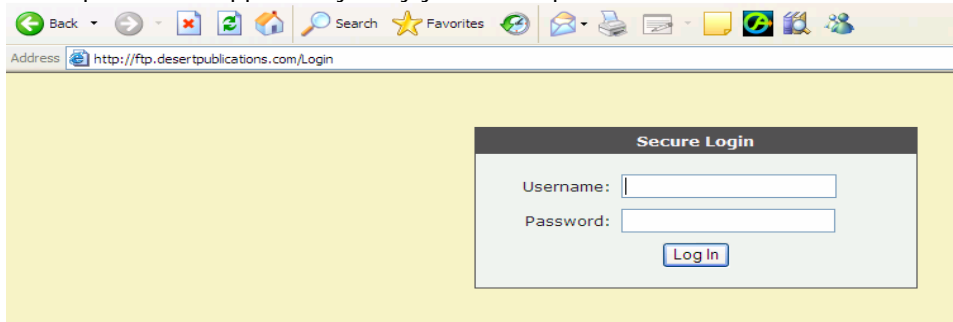 Back Search Favorites
Address http://ftp.desertpublications.com/Login
Secure Login
Username:
Password:
Log In